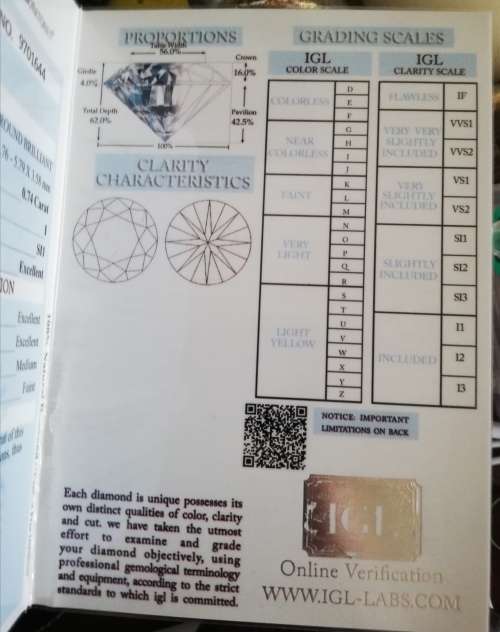 NO. 9701644
ROUND BRILLIANT
0.74 Carat
I
SI1
Excellent
Excellent
Excellent
Medium
Faint
PROPORTIONS
Table Width
56.0%
Girdle
4.0%
Crown
16.0%
Total Depth
62.0%
Pavilion
42.5%
100%
CLARITY
CHARACTERISTICS
GRADING SCALES
IGL
COLOR SCALE
COLORLESS
D
E
F
NEAR
COLORLESS
G
H
I
J
FAINT
K
L
M
VERY
LIGHT
N
O
P
Q
R
LIGHT
YELLOW
S
T
U
V
W
X
Y
Z
IGL
CLARITY SCALE
FLAWLESS
IF
VERY VERY
SLIGHTLY
INCLUDED
VVS1
VVS2
VERY
SLIGHTLY
INCLUDED
VS1
VS2
SLIGHTLY
INCLUDED
SI1
SI2
SI3
INCLUDED
I1
I2
I3
NOTICE: IMPORTANT
LIMITATIONS ON BACK
Each diamond is unique possesses its
own distinct qualities of color, clarity
and cut. we have taken the utmost
effort to examine and grade
your diamond objectively, using
professional gemological terminology
and equipment, according to the strict
standards to which igl is committed.
IGL
Online Verification
WWW.IGL-LABS.COM